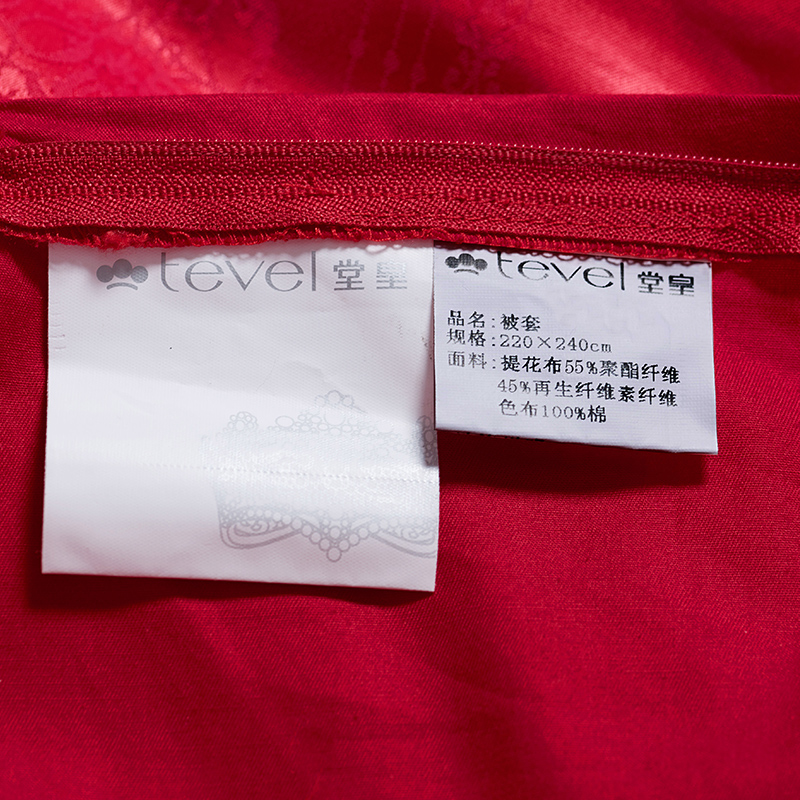 tevel 堂皇
tevel 堂皇
品名:被套
规格:220×240cm
面料:提花布55%聚酯纤维
45%再生纤维素纤维
色布100%棉